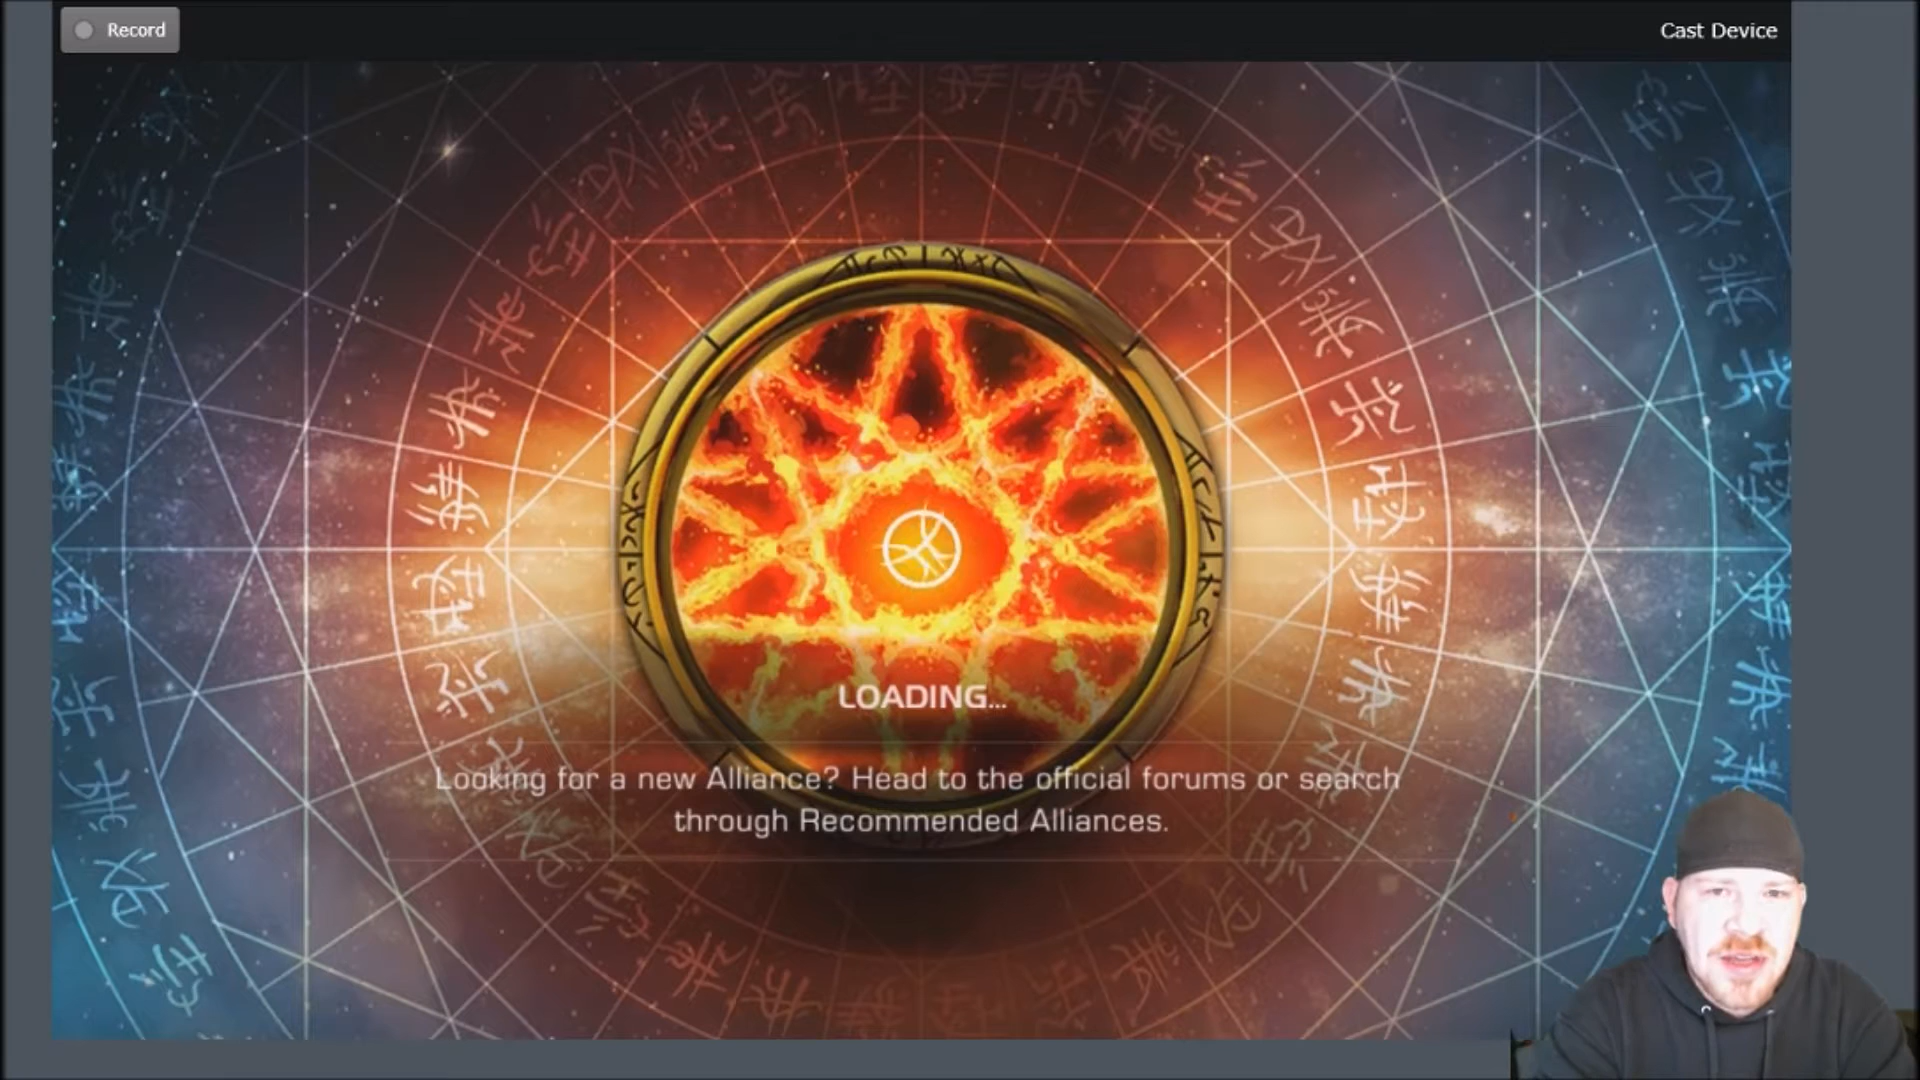 Record
Cast Device
LOADING...
Looking for a new Alliance? Head to the official forums or search
through Recommended Alliances.